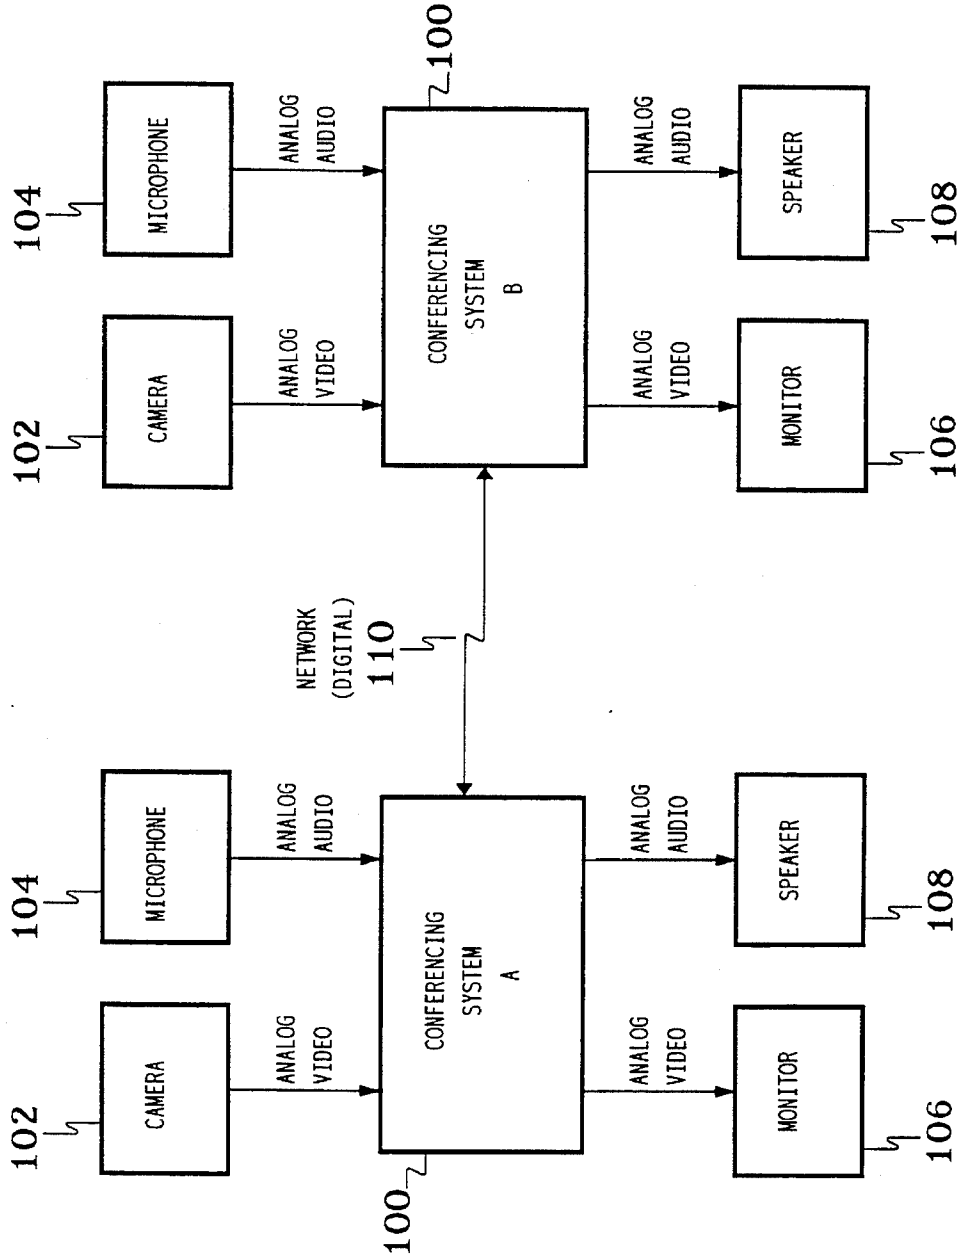 102
104
102
104
CAMERA
MICROPHONE
CAMERA
MICROPHONE
ANALOG
VIDEO
ANALOG
AUDIO
NETWORK
(DIGITAL)
110
ANALOG
VIDEO
ANALOG
AUDIO
100
CONFERENCING
SYSTEM
A
CONFERENCING
SYSTEM
B
100
ANALOG
VIDEO
ANALOG
AUDIO
ANALOG
VIDEO
ANALOG
AUDIO
MONITOR
SPEAKER
MONITOR
SPEAKER
106
108
106
108